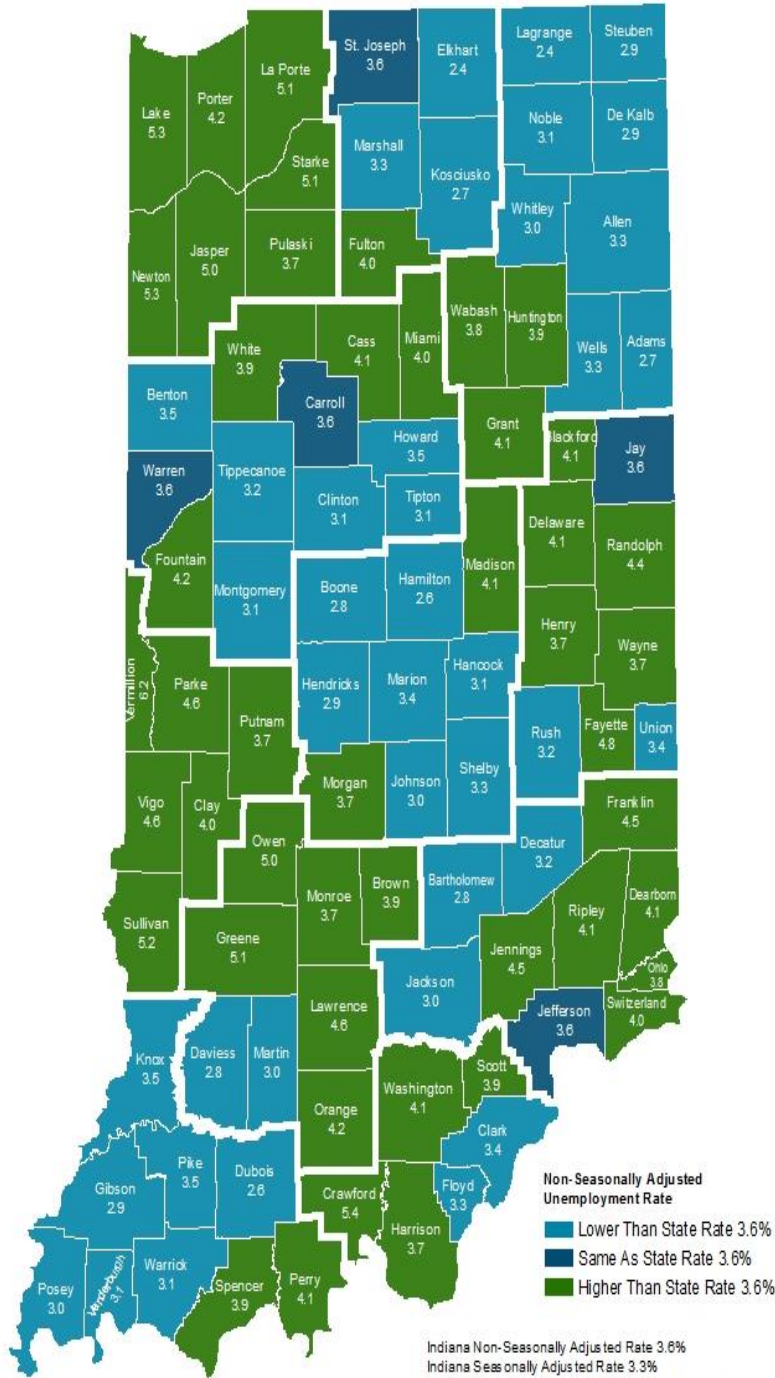 St. Joseph
3.6
Elkhart
2.4
Lagrange
2.4
Steuben
2.9
La Porte
5.1
Porter
4.2
Lake
5.3
Noble
3.1
De Kalb
2.9
Marshall
3.3
Starke
5.1
Kosciusko
2.7
Whitley
3.0
Allen
3.3
Newton
5.3
Jasper
5.0
Pulaski
3.7
Fulton
4.0
Wabash
3.8
Huntington
3.9
Miami
4.0
Cass
4.1
White
3.9
Wells
3.3
Adams
2.7
Benton
3.5
Carroll
3.6
Grant
4.1
Howard
3.5
Blackford
4.1
Jay
3.6
Warren
3.6
Tippecanoe
3.2
Clinton
3.1
Tipton
3.1
Delaware
4.1
Randolph
4.4
Fountain
4.2
Madison
4.1
Montgomery
3.1
Boone
2.8
Hamilton
2.6
Henry
3.7
Wayne
3.7
Vermillion
6.2
Parke
4.6
Putnam
3.7
Hendricks
2.9
Marion
3.4
Hancock
3.1
Rush
3.2
Fayette
4.8
Union
3.4
Shelby
3.3
Vigo
4.6
Clay
4.0
Morgan
3.7
Johnson
3.0
Franklin
4.5
Owen
5.0
Decatur
3.2
Monroe
3.7
Brown
3.9
Bartholomew
2.8
Sullivan
5.2
Greene
5.1
Jennings
4.5
Ripley
4.1
Dearborn
4.1
Ohio
3.8
Jackson
3.0
Lawrence
4.6
Jefferson
3.6
Switzerland
4.0
Knox
3.5
Daviess
2.8
Martin
3.0
Scott
3.9
Washington
4.1
Orange
4.2
Clark
3.4
Pike
3.5
Dubois
2.6
Gibson
2.9
Floyd
3.3
Crawford
5.4
Harrison
3.7
Posey
3.0
Vanderburgh
3.1
Warrick
3.1
Spencer
3.9
Perry
4.1
Non-Seasonally Adjusted
Unemployment Rate
Lower Than State Rate 3.6%
Same As State Rate 3.6%
Higher Than State Rate 3.6%
Indiana Non-Seasonally Adjusted Rate 3.6%
Indiana Seasonally Adjusted Rate 3.3%